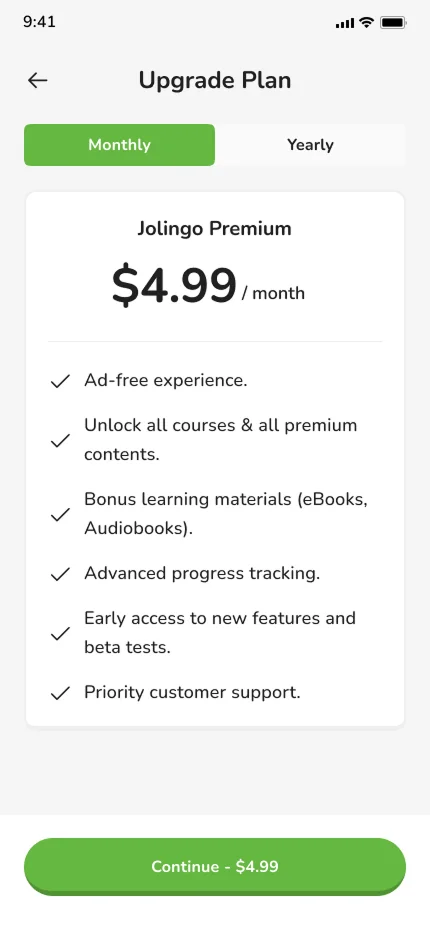 9:41
Upgrade Plan
Monthly
Yearly
Jolingo Premium
$4.99 / month
Ad-free experience.
Unlock all courses & all premium
contents.
Bonus learning materials (eBooks,
Audiobooks).
Advanced progress tracking.
Early access to new features and
beta tests.
Priority customer support.
Continue - $4.99